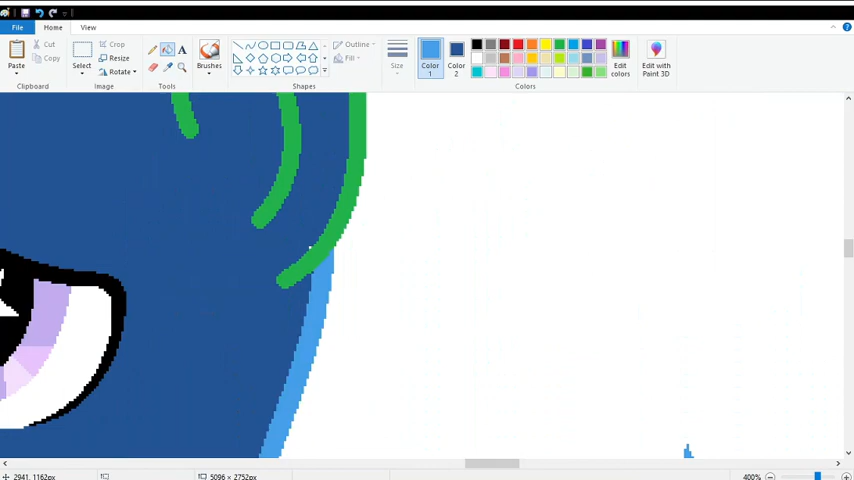 File Home View
Cut Crop
Copy Resize
Paste Select Rotate Brushes Size Outline Fill Color 1 Color 2 Edit colors Edit with Paint 3D
Clipboard Image Tools Shapes Colors
A
2941, 1162px 5096 × 2752px 400%